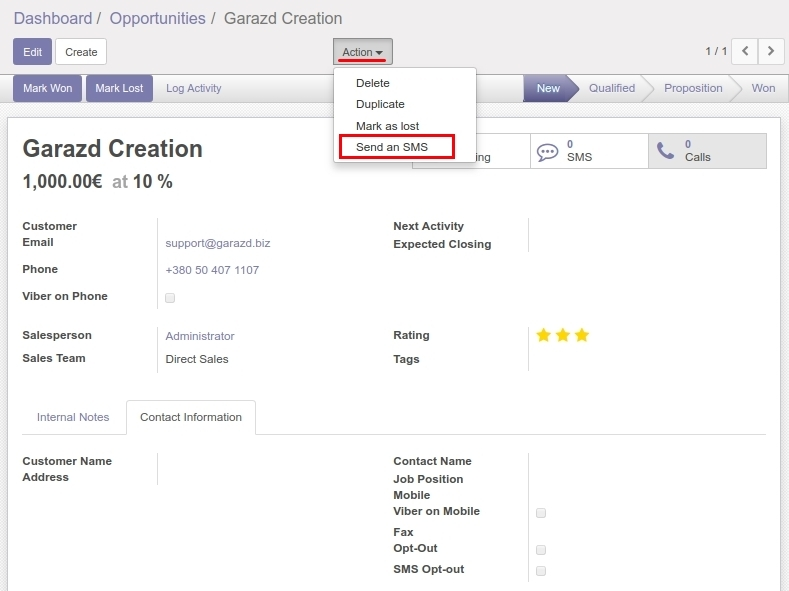 Dashboard / Opportunities / Garazd Creation
Edit Create Action 1 / 1
Mark Won Mark Lost Log Activity New Qualified Proposition Won
Delete
Duplicate
Mark as lost
Send an SMS
Garazd Creation
1,000.00€ at 10 %
0
SMS
0
Calls
Customer
Email support@garazd.biz
Phone +380 50 407 1107
Viber on Phone
Next Activity
Expected Closing
Salesperson Administrator
Sales Team Direct Sales
Rating
Tags
Internal Notes Contact Information
Customer Name
Address
Contact Name
Job Position
Mobile
Viber on Mobile
Fax
Opt-Out
SMS Opt-out